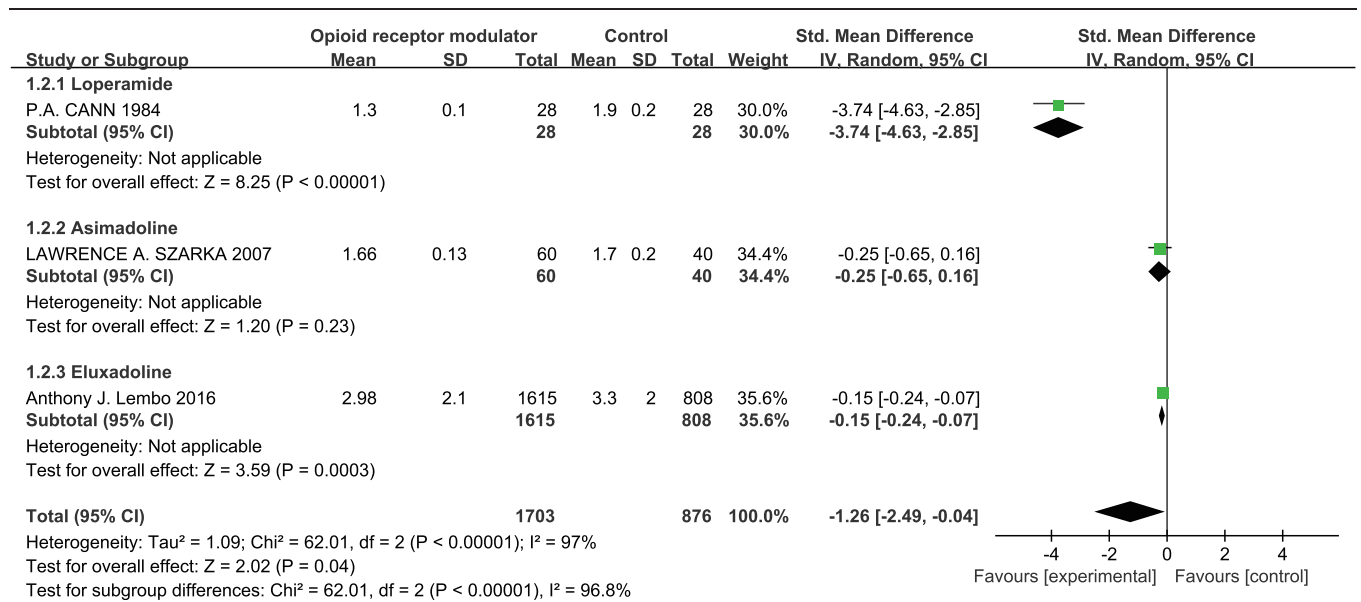 Opioid receptor modulator Control Std. Mean Difference Std. Mean Difference
Study or Subgroup Mean SD Total Mean SD Total Weight IV, Random, 95% CI IV, Random, 95% CI
1.2.1 Loperamide
P.A. CANN 1984 1.3 0.1 28 1.9 0.2 28 30.0% -3.74 [-4.63, -2.85]
Subtotal (95% CI) 28 28 30.0% -3.74 [-4.63, -2.85]
Heterogeneity: Not applicable
Test for overall effect: Z = 8.25 (P < 0.00001)
1.2.2 Asimadoline
LAWRENCE A. SZARKA 2007 1.66 0.13 60 1.7 0.2 40 34.4% -0.25 [-0.65, 0.16]
Subtotal (95% CI) 60 40 34.4% -0.25 [-0.65, 0.16]
Heterogeneity: Not applicable
Test for overall effect: Z = 1.20 (P = 0.23)
1.2.3 Eluxadoline
Anthony J. Lembo 2016 2.98 2.1 1615 3.3 2 808 35.6% -0.15 [-0.24, -0.07]
Subtotal (95% CI) 1615 808 35.6% -0.15 [-0.24, -0.07]
Heterogeneity: Not applicable
Test for overall effect: Z = 3.59 (P = 0.0003)
Total (95% CI) 1703 876 100.0% -1.26 [-2.49, -0.04]
Heterogeneity: Tau² = 1.09; Chi² = 62.01, df = 2 (P < 0.00001); I² = 97%
Test for overall effect: Z = 2.02 (P = 0.04)
Test for subgroup differences: Chi² = 62.01, df = 2 (P < 0.00001), I² = 96.8%
-4 -2 0 2 4
Favours [experimental] Favours [control]